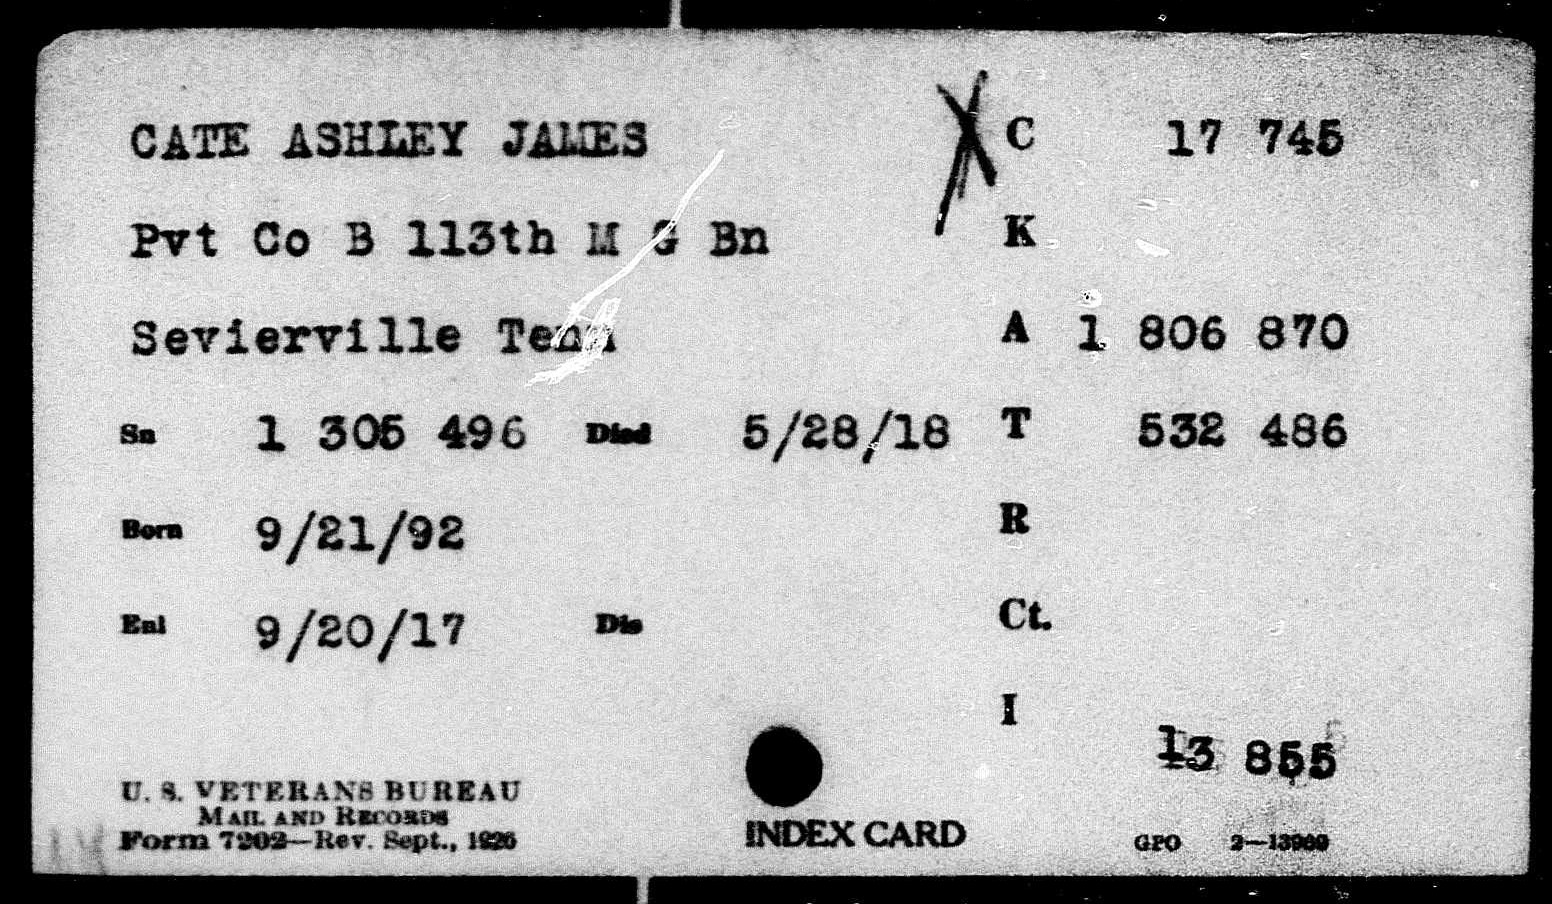 CATE ASHLEY JAMES
C 17 745
Pvt Co B 113th M G Bn
K
Sevierville Tenn
A 1 806 870
Sn 1 305 496 Died 5/28/18
T 532 486
Born 9/21/92
R
Enl 9/20/17 Dis
Ct.
I
13 855
U. S. VETERANS BUREAU
MAIL AND RECORDS
Form 7202—Rev. Sept., 1926
INDEX CARD
GPO